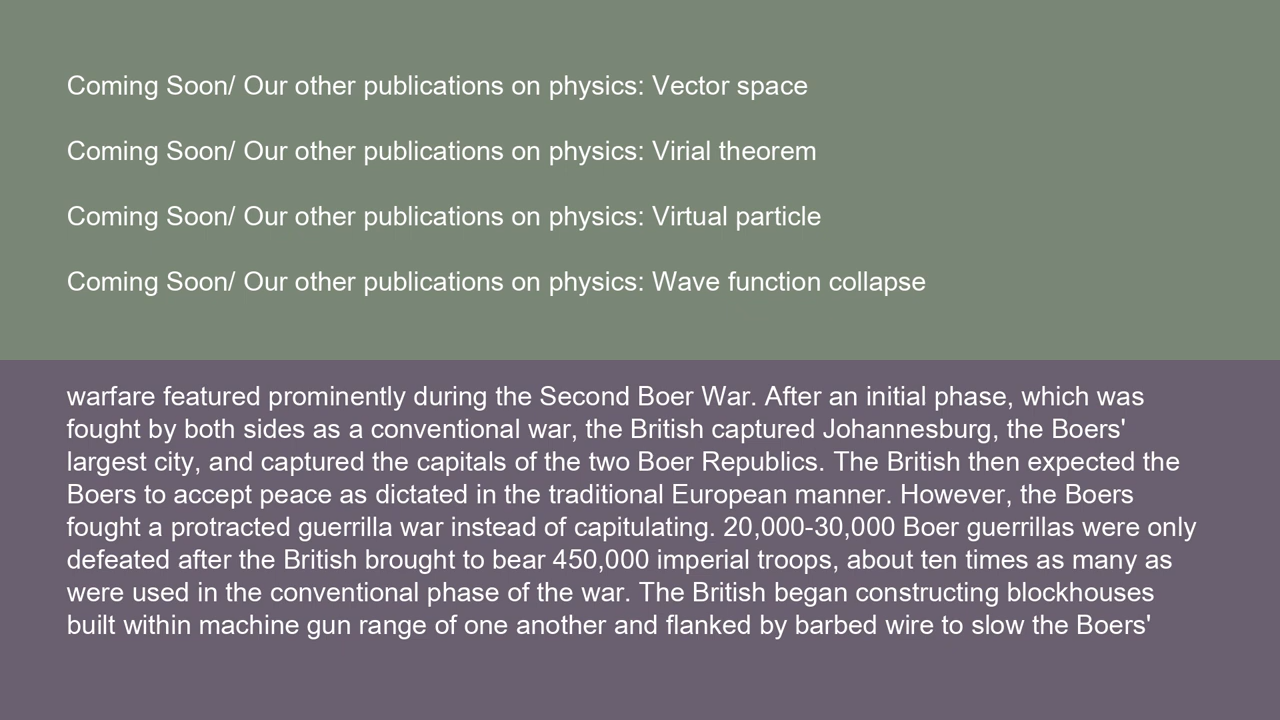 Coming Soon/ Our other publications on physics: Vector space
Coming Soon/ Our other publications on physics: Virial theorem
Coming Soon/ Our other publications on physics: Virtual particle
Coming Soon/ Our other publications on physics: Wave function collapse
warfare featured prominently during the Second Boer War. After an initial phase, which was
fought by both sides as a conventional war, the British captured Johannesburg, the Boers'
largest city, and captured the capitals of the two Boer Republics. The British then expected the
Boers to accept peace as dictated in the traditional European manner. However, the Boers
fought a protracted guerrilla war instead of capitulating. 20,000-30,000 Boer guerrillas were only
defeated after the British brought to bear 450,000 imperial troops, about ten times as many as
were used in the conventional phase of the war. The British began constructing blockhouses
built within machine gun range of one another and flanked by barbed wire to slow the Boers'